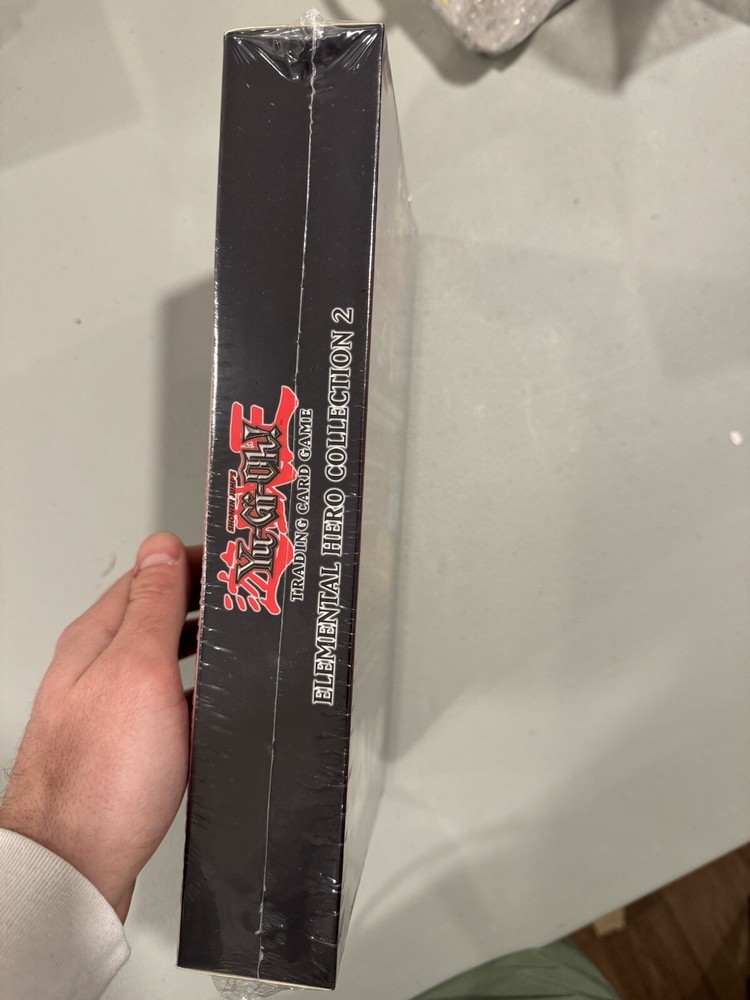 Yu-Gi-Oh!
TRADING CARD GAME
ELEMENTAL HERO COLLECTION 2